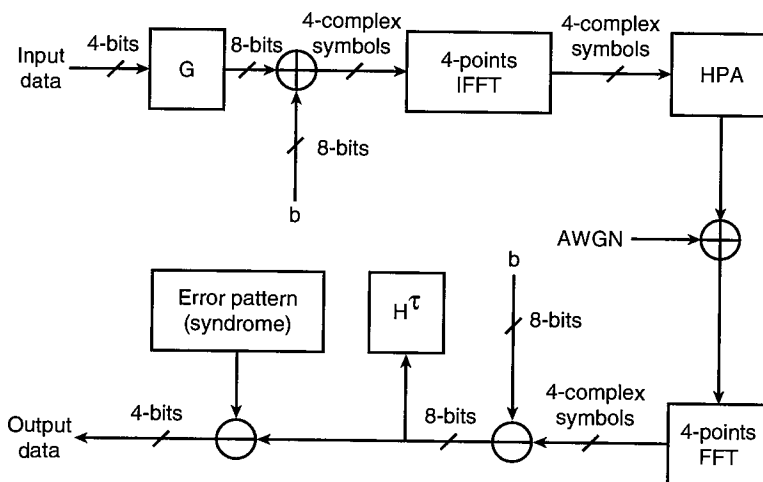 Input
data
4-bits
G
8-bits
b
8-bits
4-complex
symbols
4-points
IFFT
4-complex
symbols
HPA
AWGN
4-points
FFT
4-complex
symbols
b
8-bits
8-bits
H^τ
Error pattern
(syndrome)
4-bits
Output
data